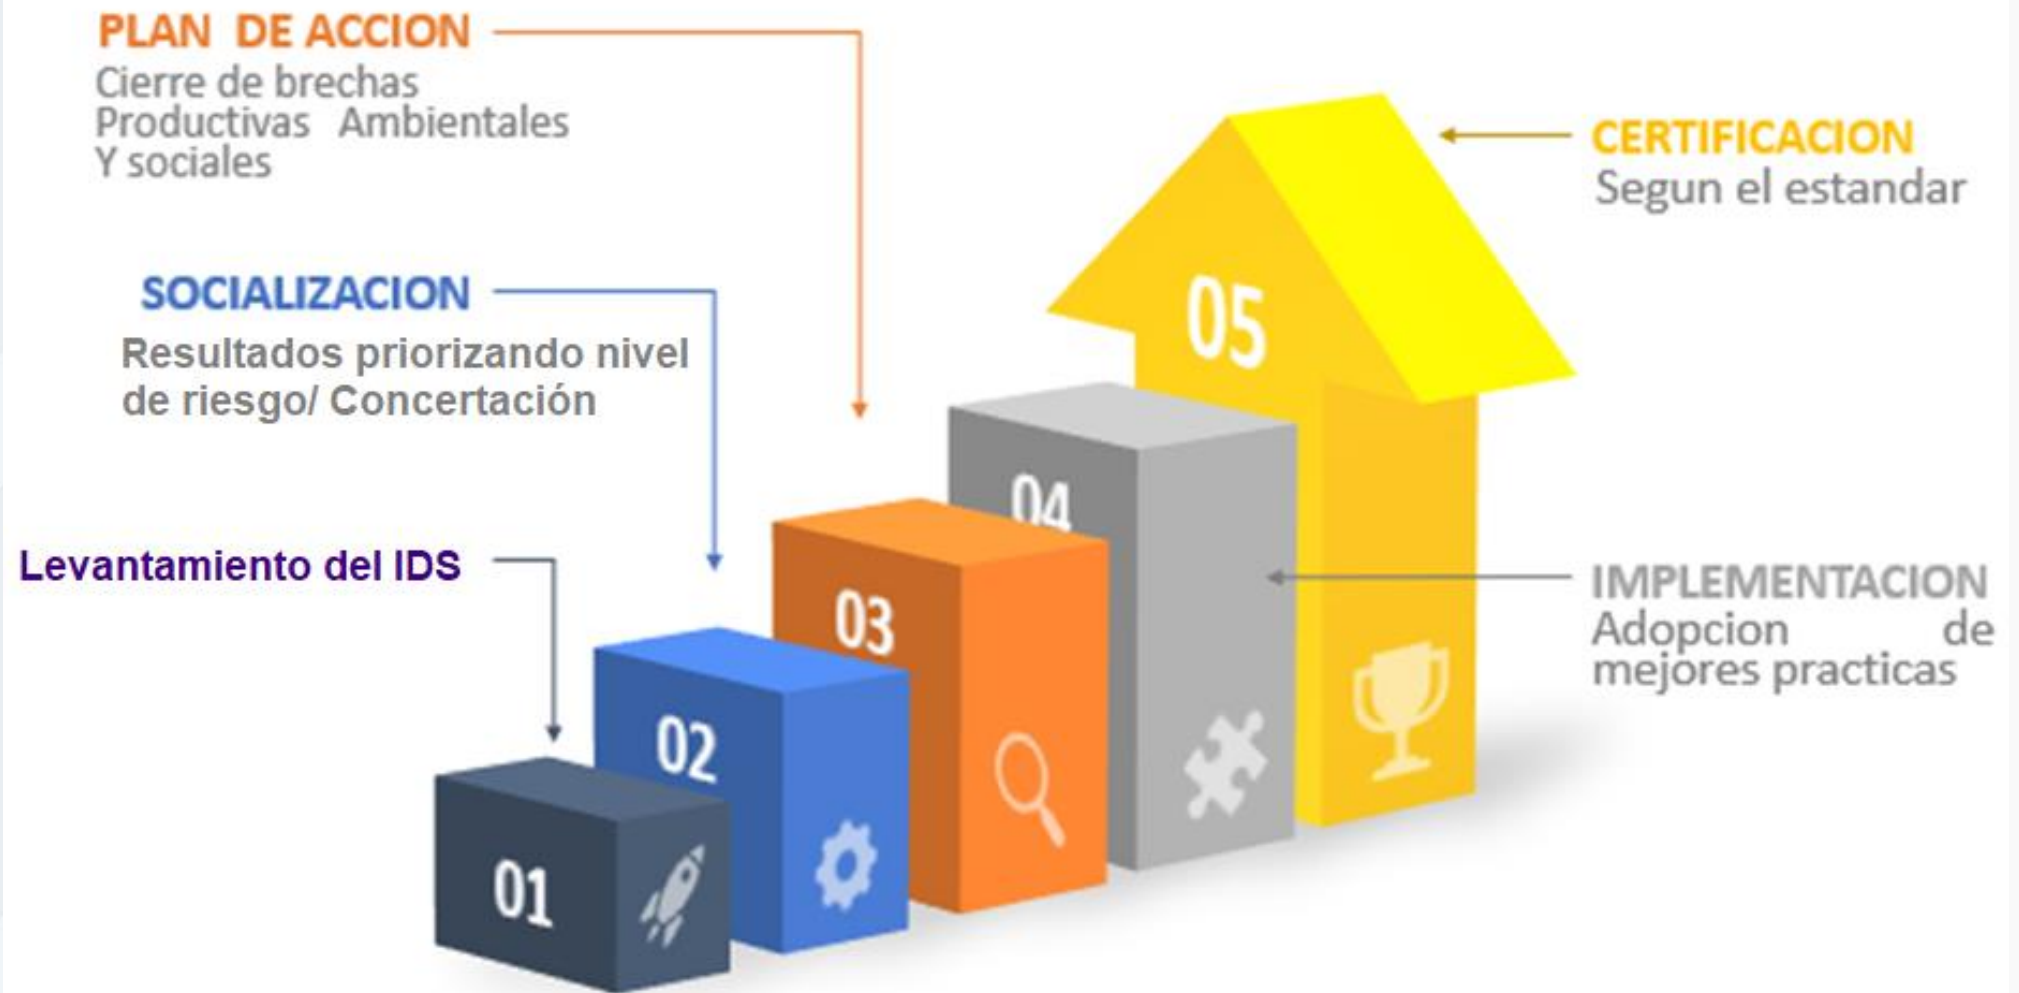 PLAN DE ACCION
Cierre de brechas
Productivas Ambientales
Y sociales
CERTIFICACION
Segun el estandar
SOCIALIZACION
Resultados priorizando nivel
de riesgo/ Concertación
Levantamiento del IDS
IMPLEMENTACION
Adopcion de
mejores practicas
01
02
03
04
05